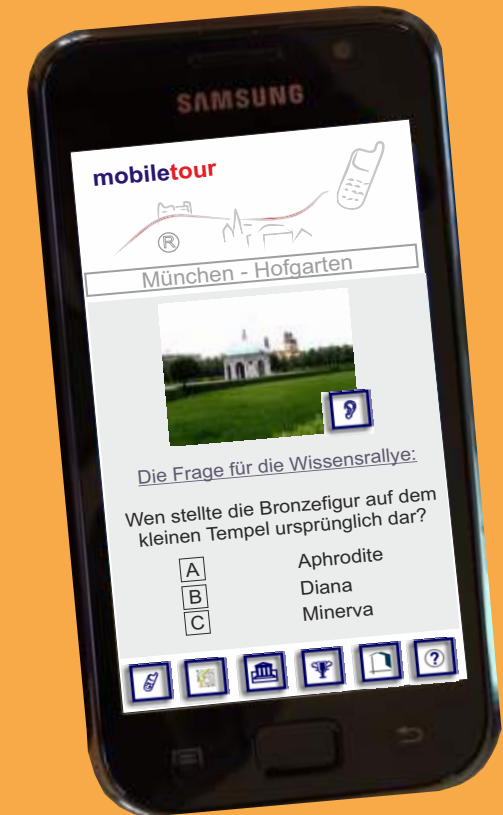 SAMSUNG
mobiletour
®
München - Hofgarten
Die Frage für die Wissensrallye:
Wen stellte die Bronzefigur auf dem
kleinen Tempel ursprünglich dar?
A Aphrodite
B Diana
C Minerva
?